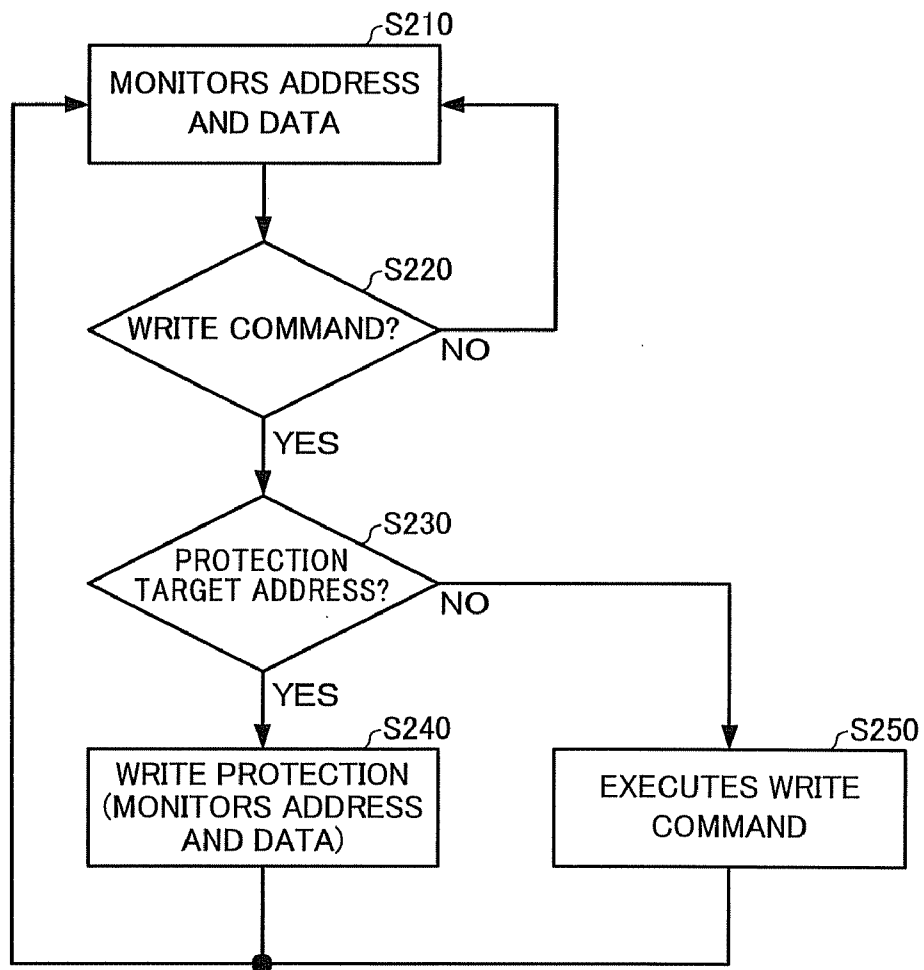 S210
MONITORS ADDRESS
AND DATA
S220
WRITE COMMAND?
NO
YES
S230
PROTECTION
TARGET ADDRESS?
NO
YES
S240
WRITE PROTECTION
(MONITORS ADDRESS
AND DATA)
S250
EXECUTES WRITE
COMMAND